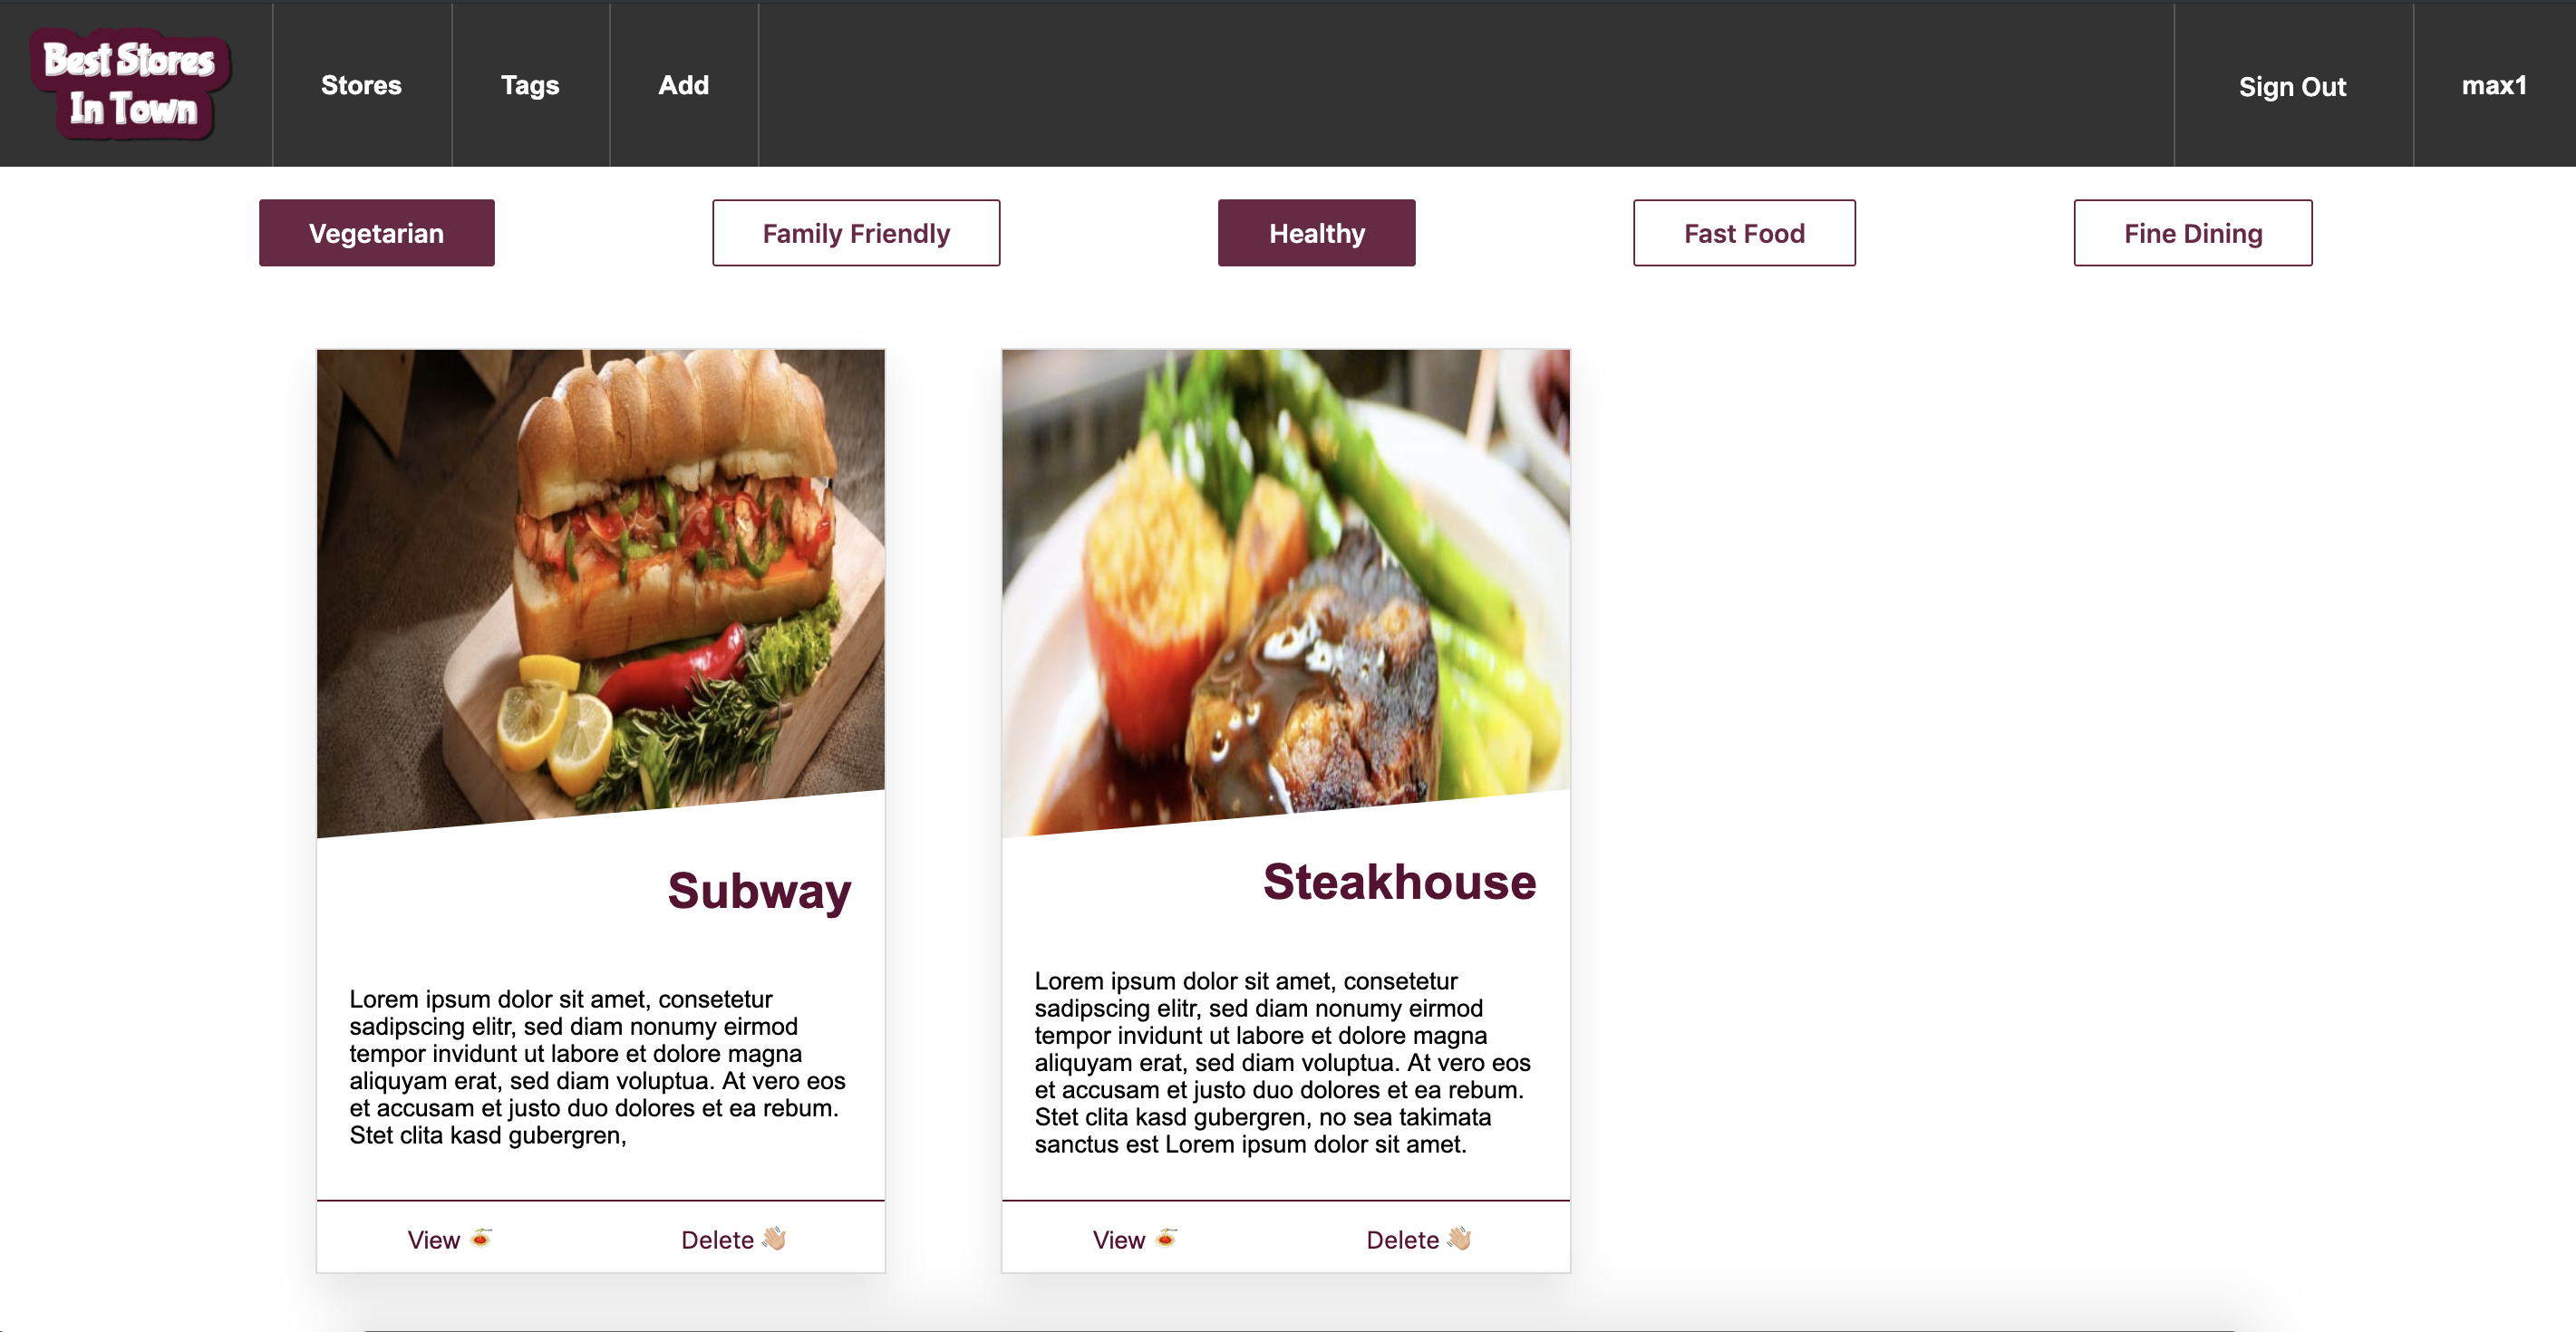 Best Stores
In Town
Stores
Tags
Add
Sign Out
max1
Vegetarian
Family Friendly
Healthy
Fast Food
Fine Dining
Subway
Lorem ipsum dolor sit amet, consetetur
sadipscing elitr, sed diam nonumy eirmod
tempor invidunt ut labore et dolore magna
aliquyam erat, sed diam voluptua. At vero eos
et accusam et justo duo dolores et ea rebum.
Stet clita kasd gubergren,
View 🍝
Delete 👋🏼
Steakhouse
Lorem ipsum dolor sit amet, consetetur
sadipscing elitr, sed diam nonumy eirmod
tempor invidunt ut labore et dolore magna
aliquyam erat, sed diam voluptua. At vero eos
et accusam et justo duo dolores et ea rebum.
Stet clita kasd gubergren, no sea takimata
sanctus est Lorem ipsum dolor sit amet.
View 🍝
Delete 👋🏼